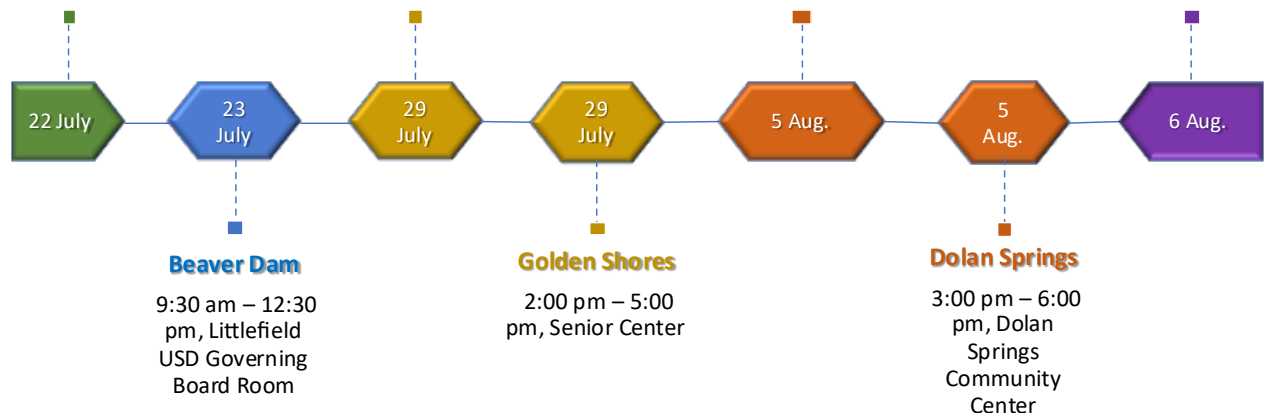 22 July
23
July
29
July
29
July
5 Aug.
5
Aug.
6 Aug.
Beaver Dam
9:30 am – 12:30
pm, Littlefield
USD Governing
Board Room
Golden Shores
2:00 pm – 5:00
pm, Senior Center
Dolan Springs
3:00 pm – 6:00
pm, Dolan
Springs
Community
Center